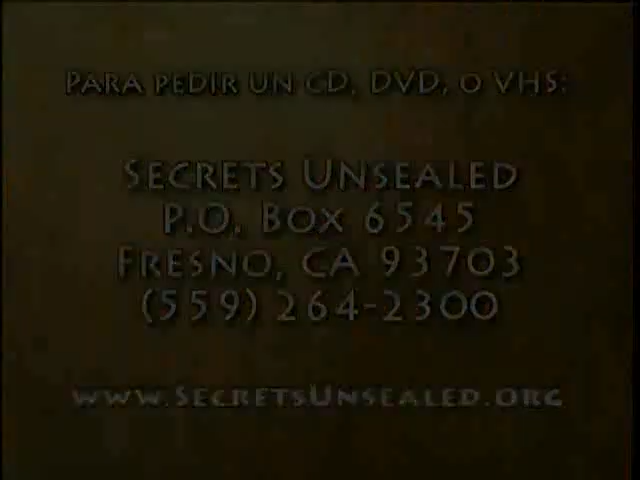 Para pedir un CD, DVD, o VHS:
Secrets Unsealed
P.O. Box 6545
Fresno, CA 93703
(559) 264-2300
www.SecretsUnsealed.org